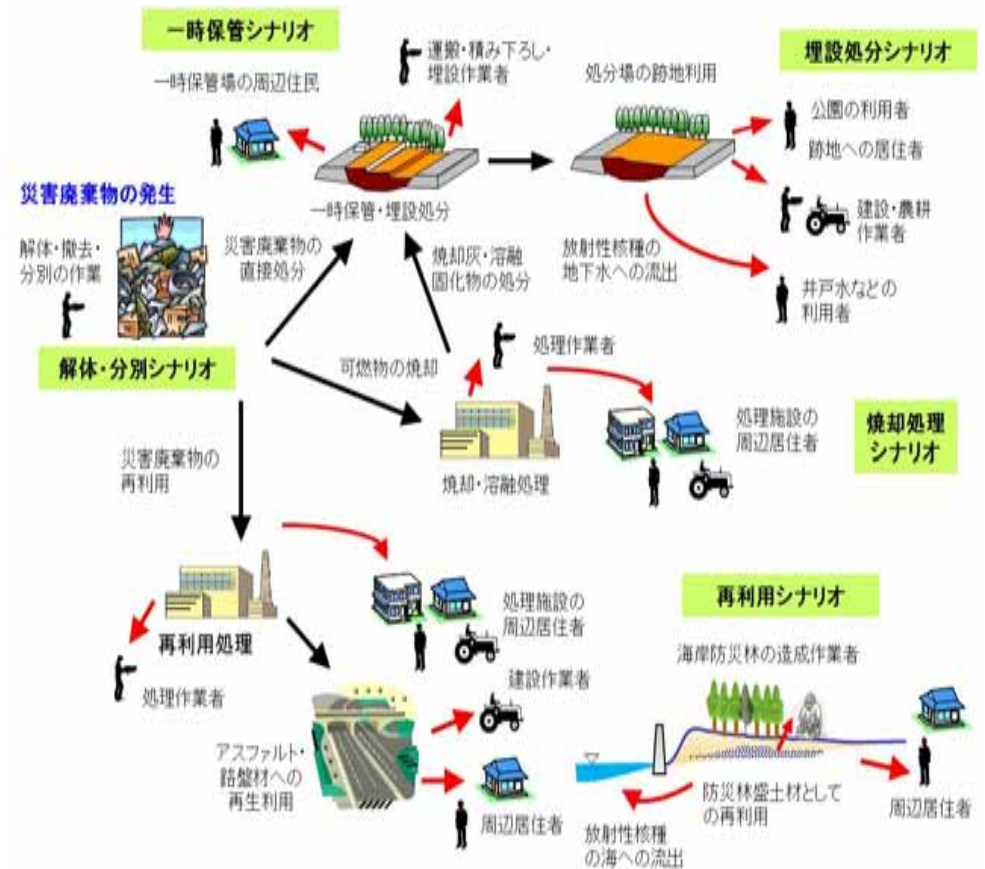 一時保管シナリオ
運搬・積み下ろし・
埋設作業者
一時保管場の周辺住民
処分場の跡地利用
埋設処分シナリオ
公園の利用者
跡地への居住者
建設・農耕
作業者
一時保管・埋設処分
災害廃棄物の発生
解体・撤去・
分別の作業
災害廃棄物の
直接処分
焼却灰・溶融
固化物の処分
放射性核種の
地下水への流出
井戸水などの
利用者
解体・分別シナリオ
可燃物の焼却
処理作業者
処理施設の
周辺居住者
焼却処理
シナリオ
焼却・溶融処理
災害廃棄物の
再利用
再利用処理
処理作業者
処理施設の
周辺居住者
建設作業者
アスファルト・
路盤材への
再生利用
周辺居住者
再利用シナリオ
海岸防災林の造成作業者
防災林盛土材として
の再利用
周辺居住者
放射性核種
の海への流出